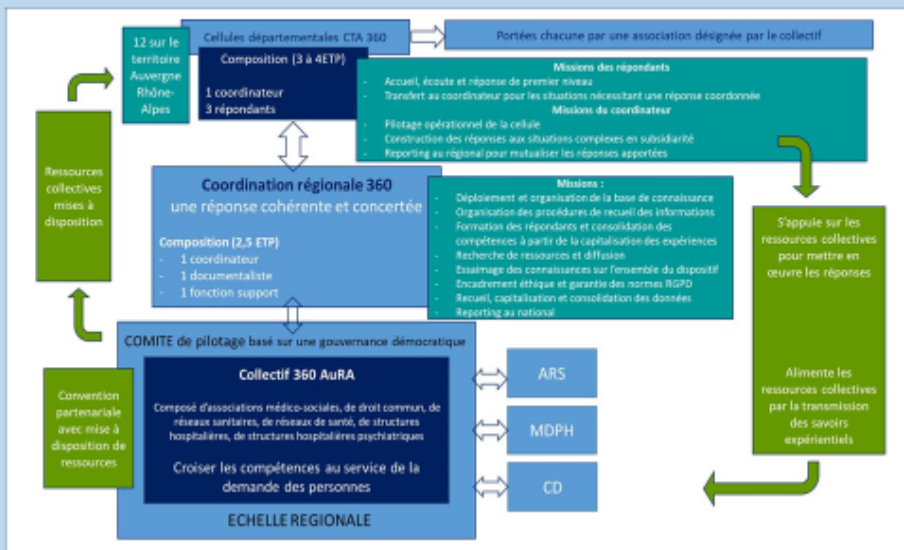 12 sur le
territoire
Auvergne
Rhône-
Alpes
Cellules départementales CTA 360
Portées chacune par une association désignée par le collectif
Composition (3 à 4ETP)
1 coordinateur
3 répondants
Missions des répondants
- Accueil, écoute et réponse de premier niveau
- Transfert au coordinateur pour les situations nécessitant une réponse coordonnée
Missions du coordinateur
- Pilotage opérationnel de la cellule
- Construction des réponses aux situations complexes en subsidiarité
- Reporting au régional pour mutualiser les réponses apportées
Ressources
collectives
mises à
disposition
Coordination régionale 360
une réponse cohérente et concertée
Composition (2,5 ETP)
- 1 coordinateur
- 1 documentaliste
- 1 fonction support
Missions :
- Déploiement et organisation de la base de connaissance
- Organisation des procédures de recueil des informations
- Formation des répondants et consolidation des
compétences à partir de la capitalisation des expériences
- Recherche de ressources et diffusion
- Essaimage des connaissances sur l'ensemble du dispositif
- Encadrement éthique et garantie des normes RGPD
- Recueil, capitalisation et consolidation des données
- Reporting au national
S'appuie sur les
ressources collectives
pour mettre en
œuvre les réponses
Alimente les
ressources collectives
par la transmission
des savoirs
expérientiels
COMITE de pilotage basé sur une gouvernance démocratique
Convention
partenariale
avec mise à
disposition de
ressources
Collectif 360 AuRA
Composé d'associations médico-sociales, de droit commun, de
réseaux sanitaires, de réseaux de santé, de structures
hospitalières, de structures hospitalières psychiatriques
Croiser les compétences au service de la
demande des personnes
ECHELLE REGIONALE
ARS
MDPH
CD